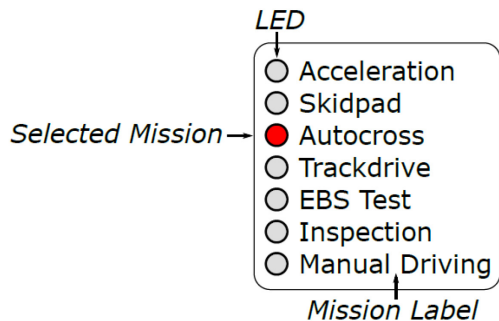 LED
Acceleration
Skidpad
Selected Mission
Autocross
Trackdrive
EBS Test
Inspection
Manual Driving
Mission Label